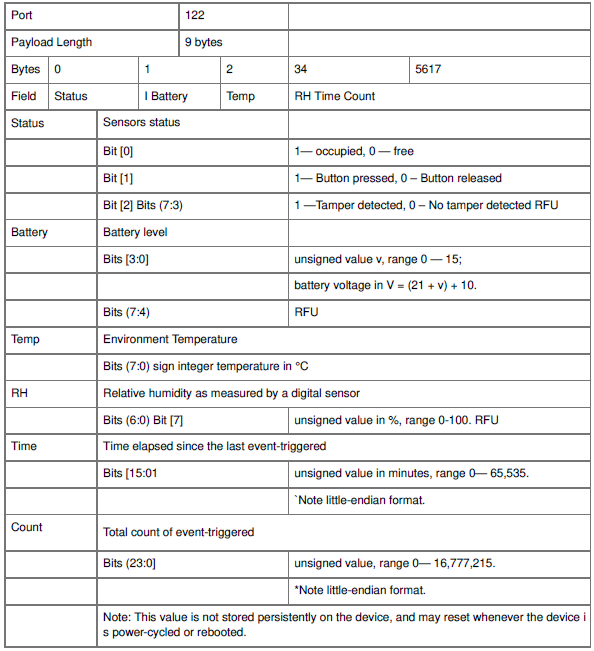 Port 122
Payload Length 9 bytes
Bytes 0 1 2 34 5617
Field Status I Battery Temp RH Time Count
Status Sensors status
Bit [0] 1— occupied, 0 — free
Bit [1] 1— Button pressed, 0 – Button released
Bit [2] Bits (7:3) 1 —Tamper detected, 0 – No tamper detected RFU
Battery Battery level
Bits [3:0] unsigned value v, range 0 — 15;
battery voltage in V = (21 + v) + 10.
Bits (7:4) RFU
Temp Environment Temperature
Bits (7:0) sign integer temperature in °C
RH Relative humidity as measured by a digital sensor
Bits (6:0) Bit [7] unsigned value in %, range 0-100. RFU
Time Time elapsed since the last event-triggered
Bits [15:01 unsigned value in minutes, range 0— 65,535.
`Note little-endian format.
Count Total count of event-triggered
Bits (23:0] unsigned value, range 0— 16,777,215.
*Note little-endian format.
Note: This value is not stored persistently on the device, and may reset whenever the device i
s power-cycled or rebooted.